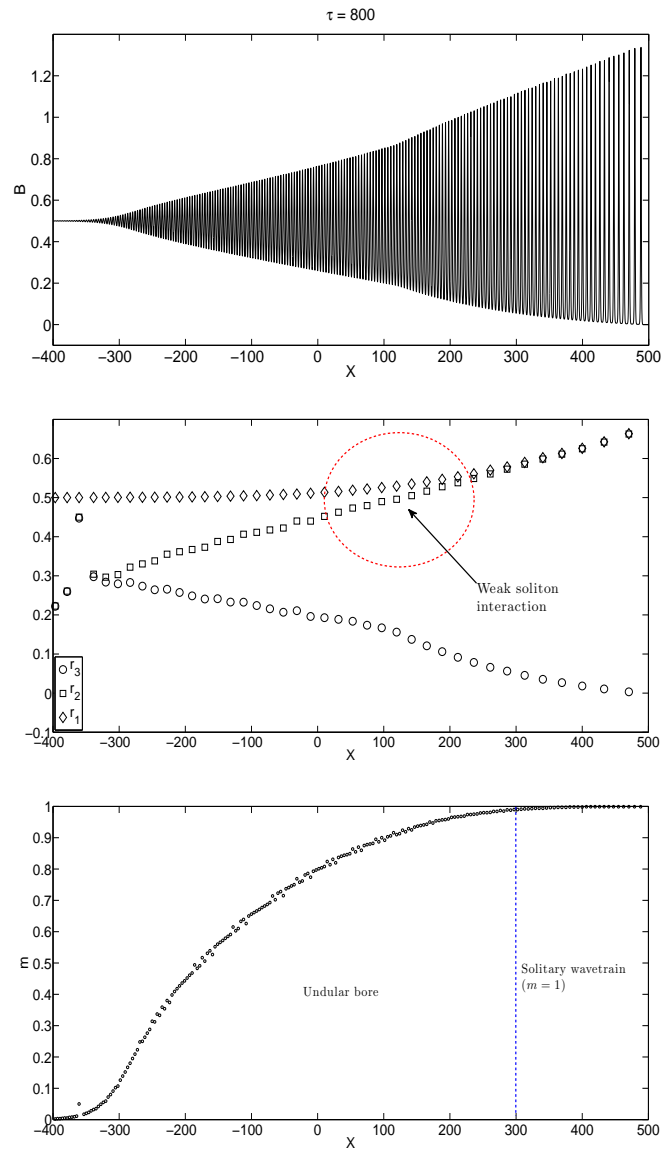 τ = 800
1.2
1
0.8
0.6
0.4
0.2
0
B
−400 −300 −200 −100 0 100 200 300 400 500
X
0.6
0.5
0.4
0.3
0.2
0.1
0
−0.1
Weak soliton
interaction
r3
r2
r1
−400 −300 −200 −100 0 100 200 300 400 500
X
1
0.9
0.8
0.7
0.6
0.5
0.4
0.3
0.2
0.1
0
m
Solitary wavetrain
(m = 1)
Undular bore
−400 −300 −200 −100 0 100 200 300 400 500
X